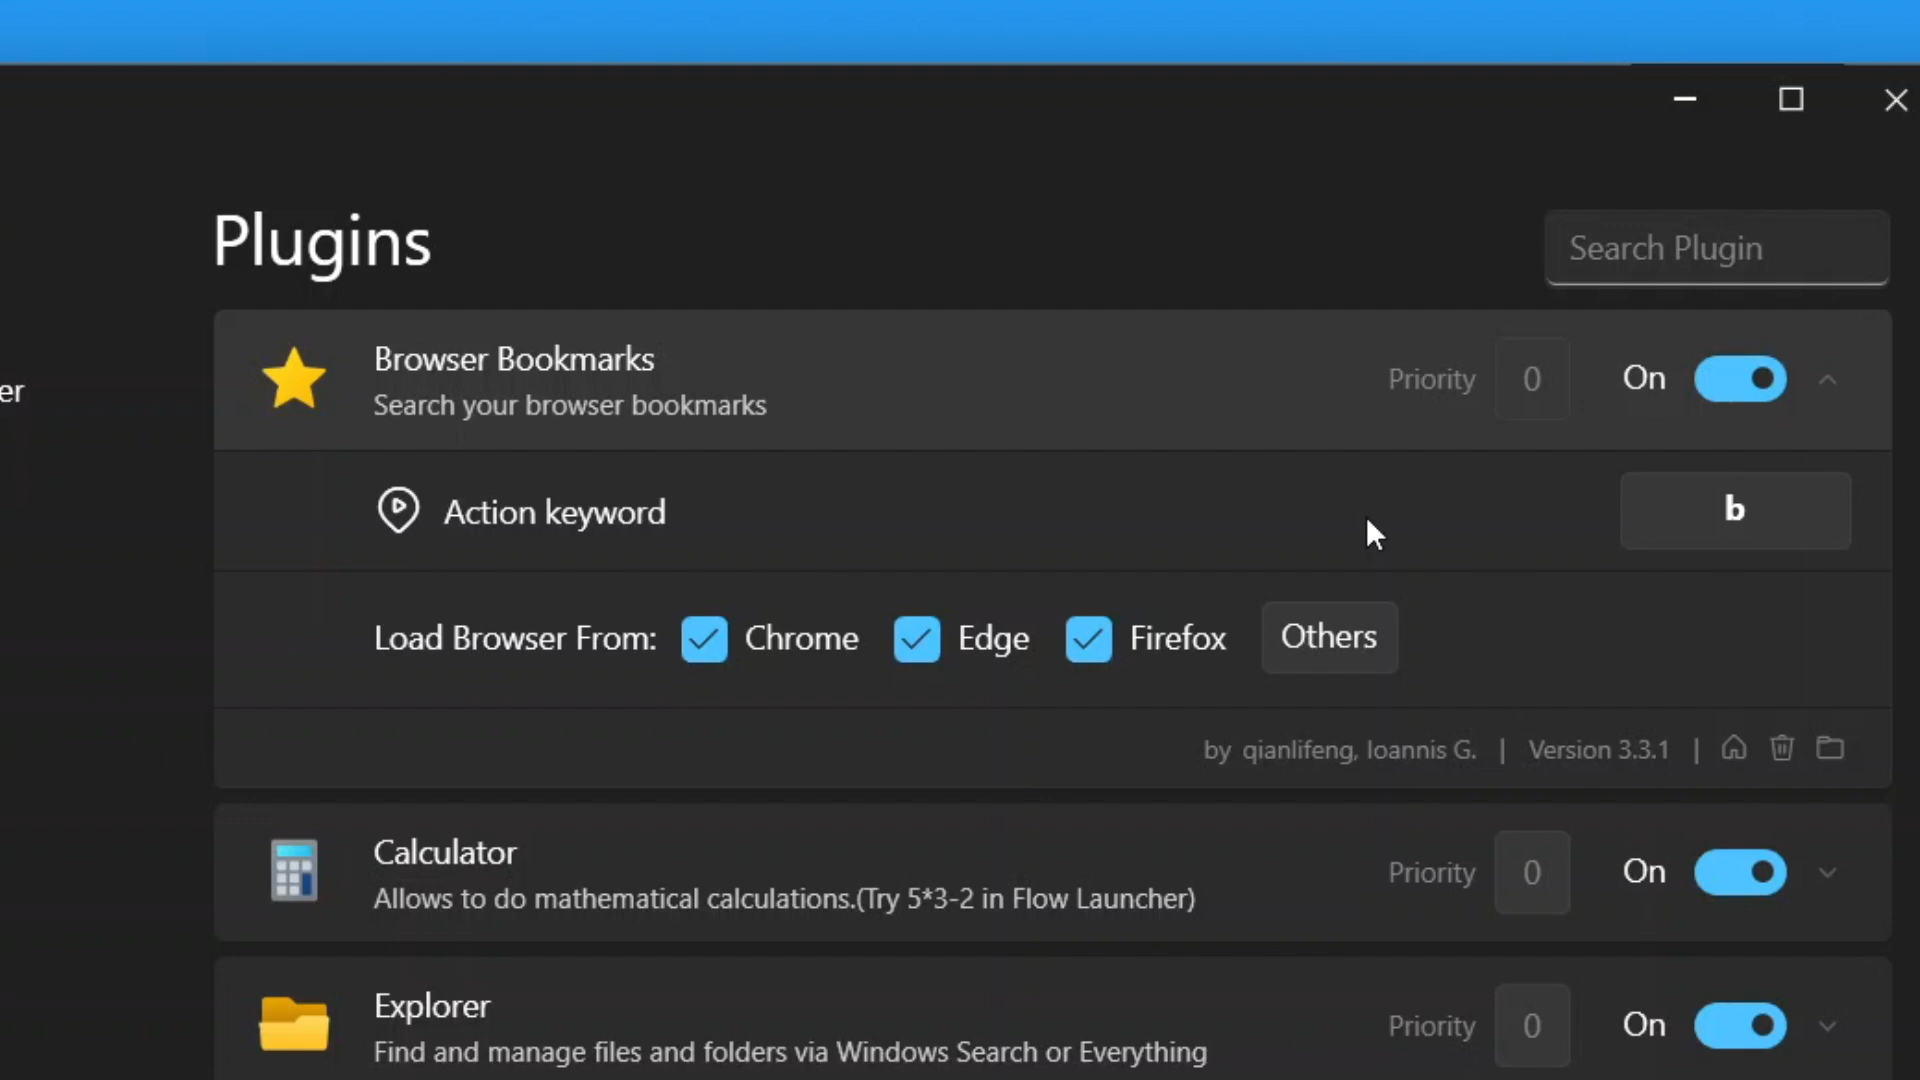 Plugins
Search Plugin
er
Browser Bookmarks
Search your browser bookmarks
Priority 0 On
Action keyword b
Load Browser From: Chrome Edge Firefox Others
by qianlifeng, Ioannis G. | Version 3.3.1 |
Calculator
Allows to do mathematical calculations.(Try 5*3-2 in Flow Launcher)
Priority 0 On
Explorer
Find and manage files and folders via Windows Search or Everything
Priority 0 On